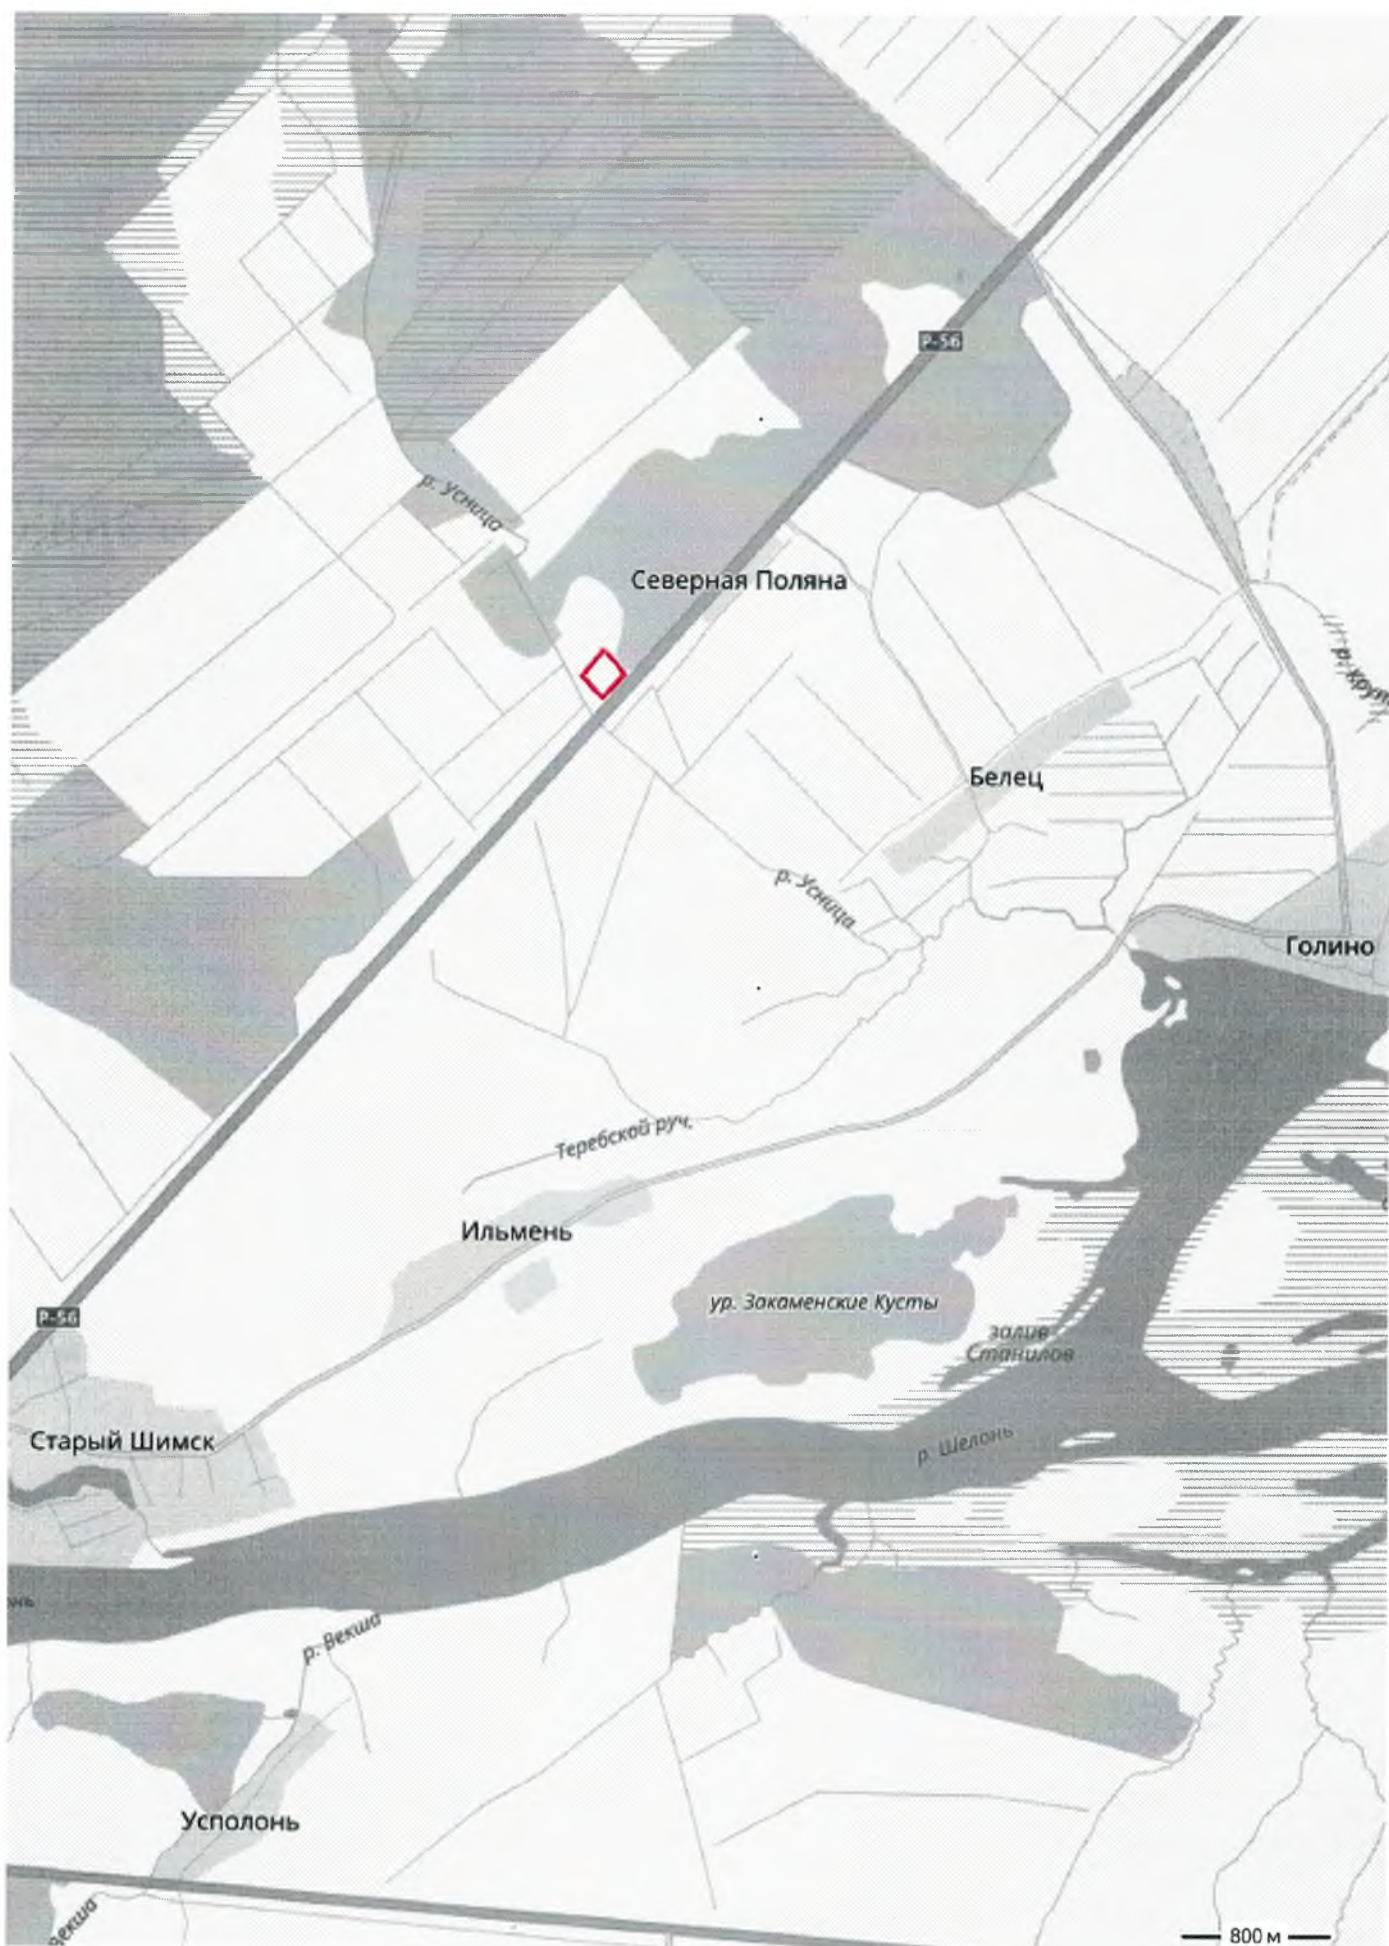 Р-56
р. Усница
Северная Поляна
Белец
р. Усница
Голино
Теребской руч.
Ильмень
ур. Закаменские Кусты
Р-56
залив
Станилов
Старый Шимск
р. Шелонь
р. Векша
Усполонь
Векша
800 м